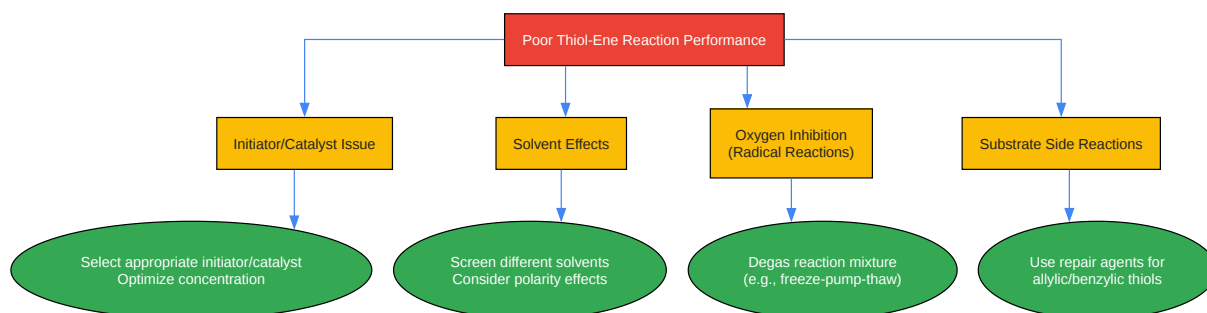 Poor Thiol-Ene Reaction Performance
Initiator/Catalyst Issue
Solvent Effects
Oxygen Inhibition
(Radical Reactions)
Substrate Side Reactions
Select appropriate initiator/catalyst
Optimize concentration
Screen different solvents
Consider polarity effects
Degas reaction mixture
(e.g., freeze-pump-thaw)
Use repair agents for
allylic/benzylic thiols